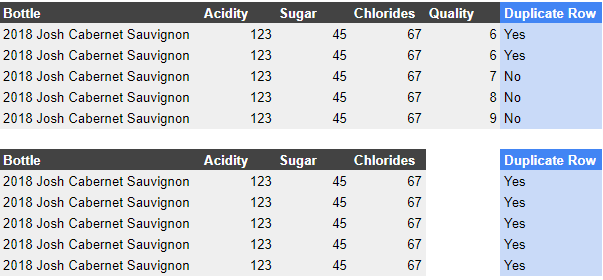 Bottle Acidity Sugar Chlorides Quality Duplicate Row
2018 Josh Cabernet Sauvignon 123 45 67 6 Yes
2018 Josh Cabernet Sauvignon 123 45 67 6 Yes
2018 Josh Cabernet Sauvignon 123 45 67 7 No
2018 Josh Cabernet Sauvignon 123 45 67 8 No
2018 Josh Cabernet Sauvignon 123 45 67 9 No
Bottle Acidity Sugar Chlorides Duplicate Row
2018 Josh Cabernet Sauvignon 123 45 67 Yes
2018 Josh Cabernet Sauvignon 123 45 67 Yes
2018 Josh Cabernet Sauvignon 123 45 67 Yes
2018 Josh Cabernet Sauvignon 123 45 67 Yes
2018 Josh Cabernet Sauvignon 123 45 67 Yes